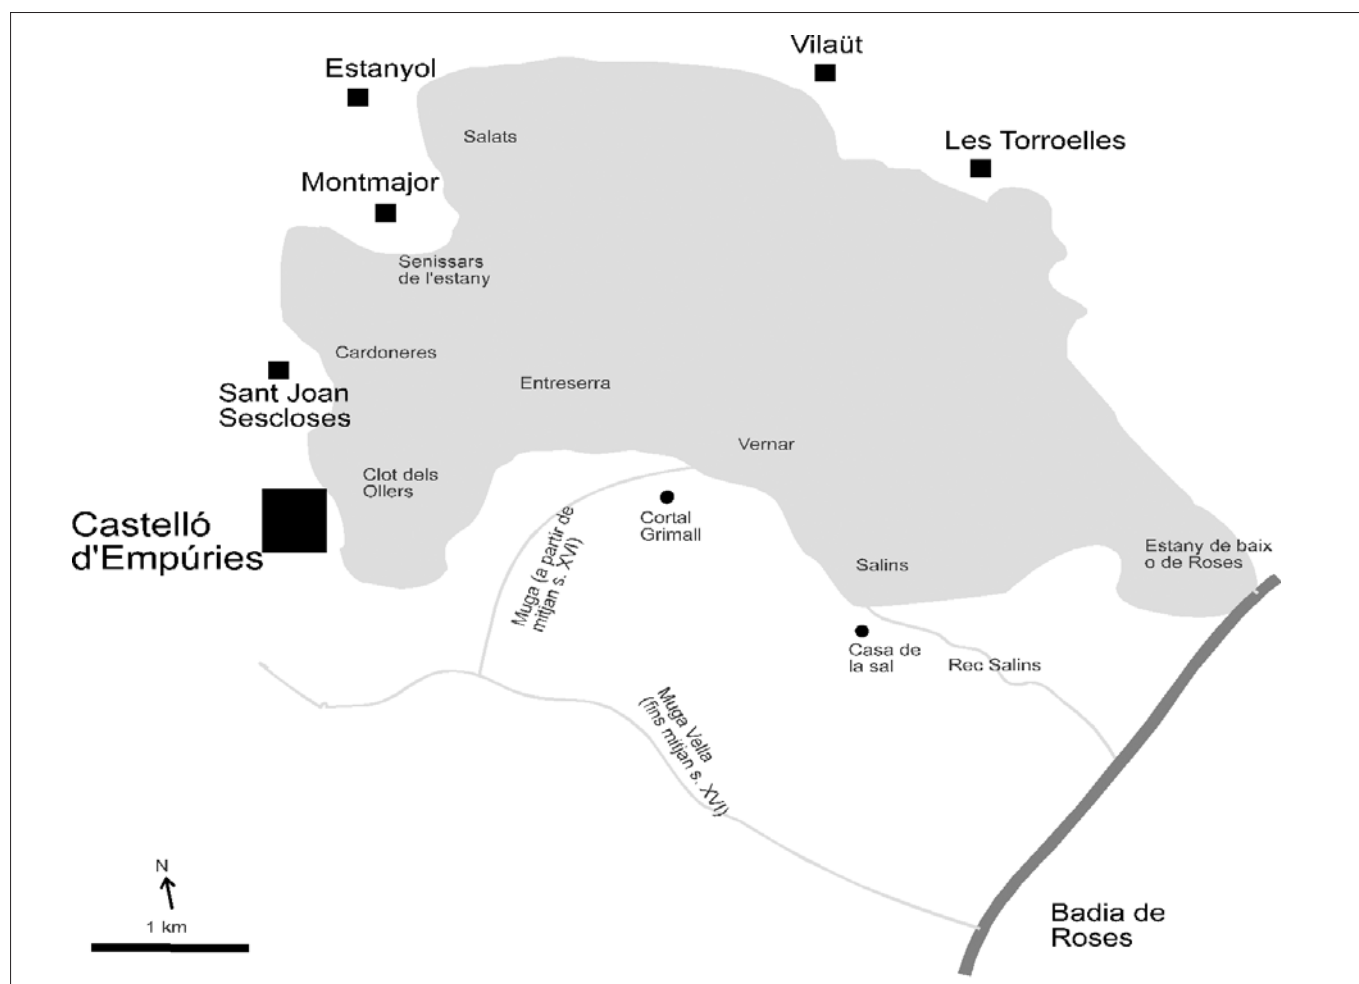 Vilaüt
Estanyol
Salats
Les Torroelles
Montmajor
Senissars
de l'estany
Cardoneres
Entreserra
Sant Joan
Sescloses
Vernar
Clot dels
Ollers
Castelló
d'Empúries
Cortal
Grimall
Muga (a partir de
mitjan s. XVI)
Estany de baix
o de Roses
Salins
Casa de
la sal
Rec Salins
Muga Vella
(fins mitjan s. XVI)
N
1 km
Badia de
Roses